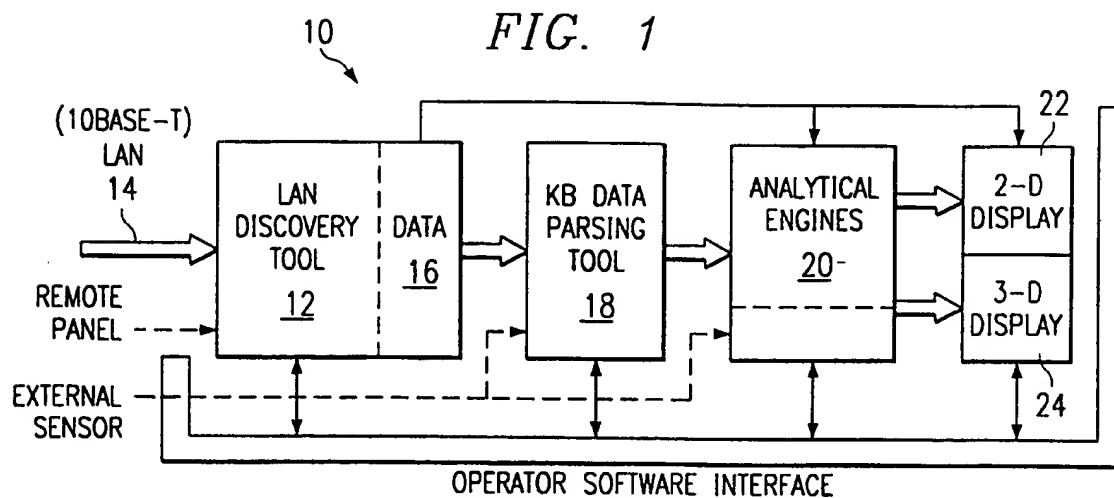 FIG. 1
10
(10BASE-T)
LAN
14
LAN
DISCOVERY
TOOL
12
DATA
16
KB DATA
PARSING
TOOL
18
ANALYTICAL
ENGINES
20
22
2-D
DISPLAY
3-D
DISPLAY
24
REMOTE
PANEL
EXTERNAL
SENSOR
OPERATOR SOFTWARE INTERFACE